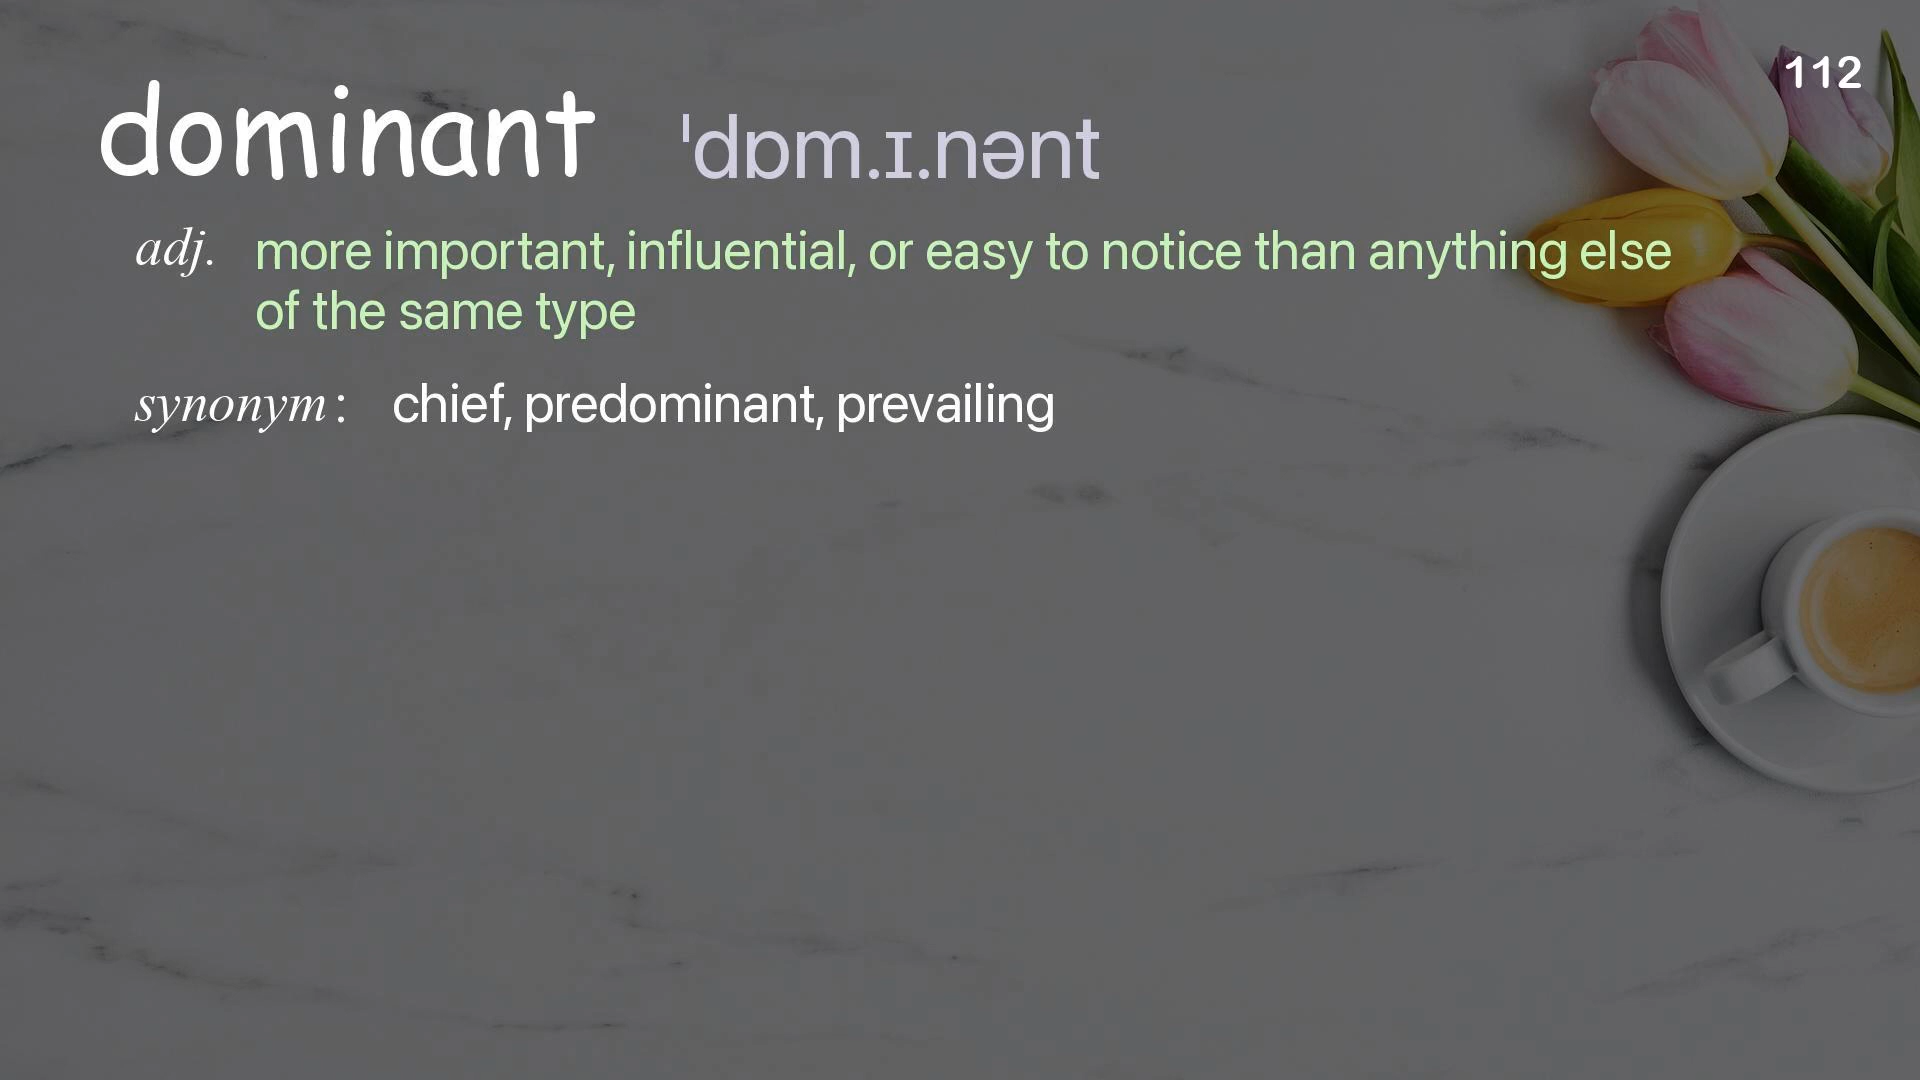 112
dominant ˈdɒm.ɪ.nənt
adj. more important, influential, or easy to notice than anything else
of the same type
synonym : chief, predominant, prevailing